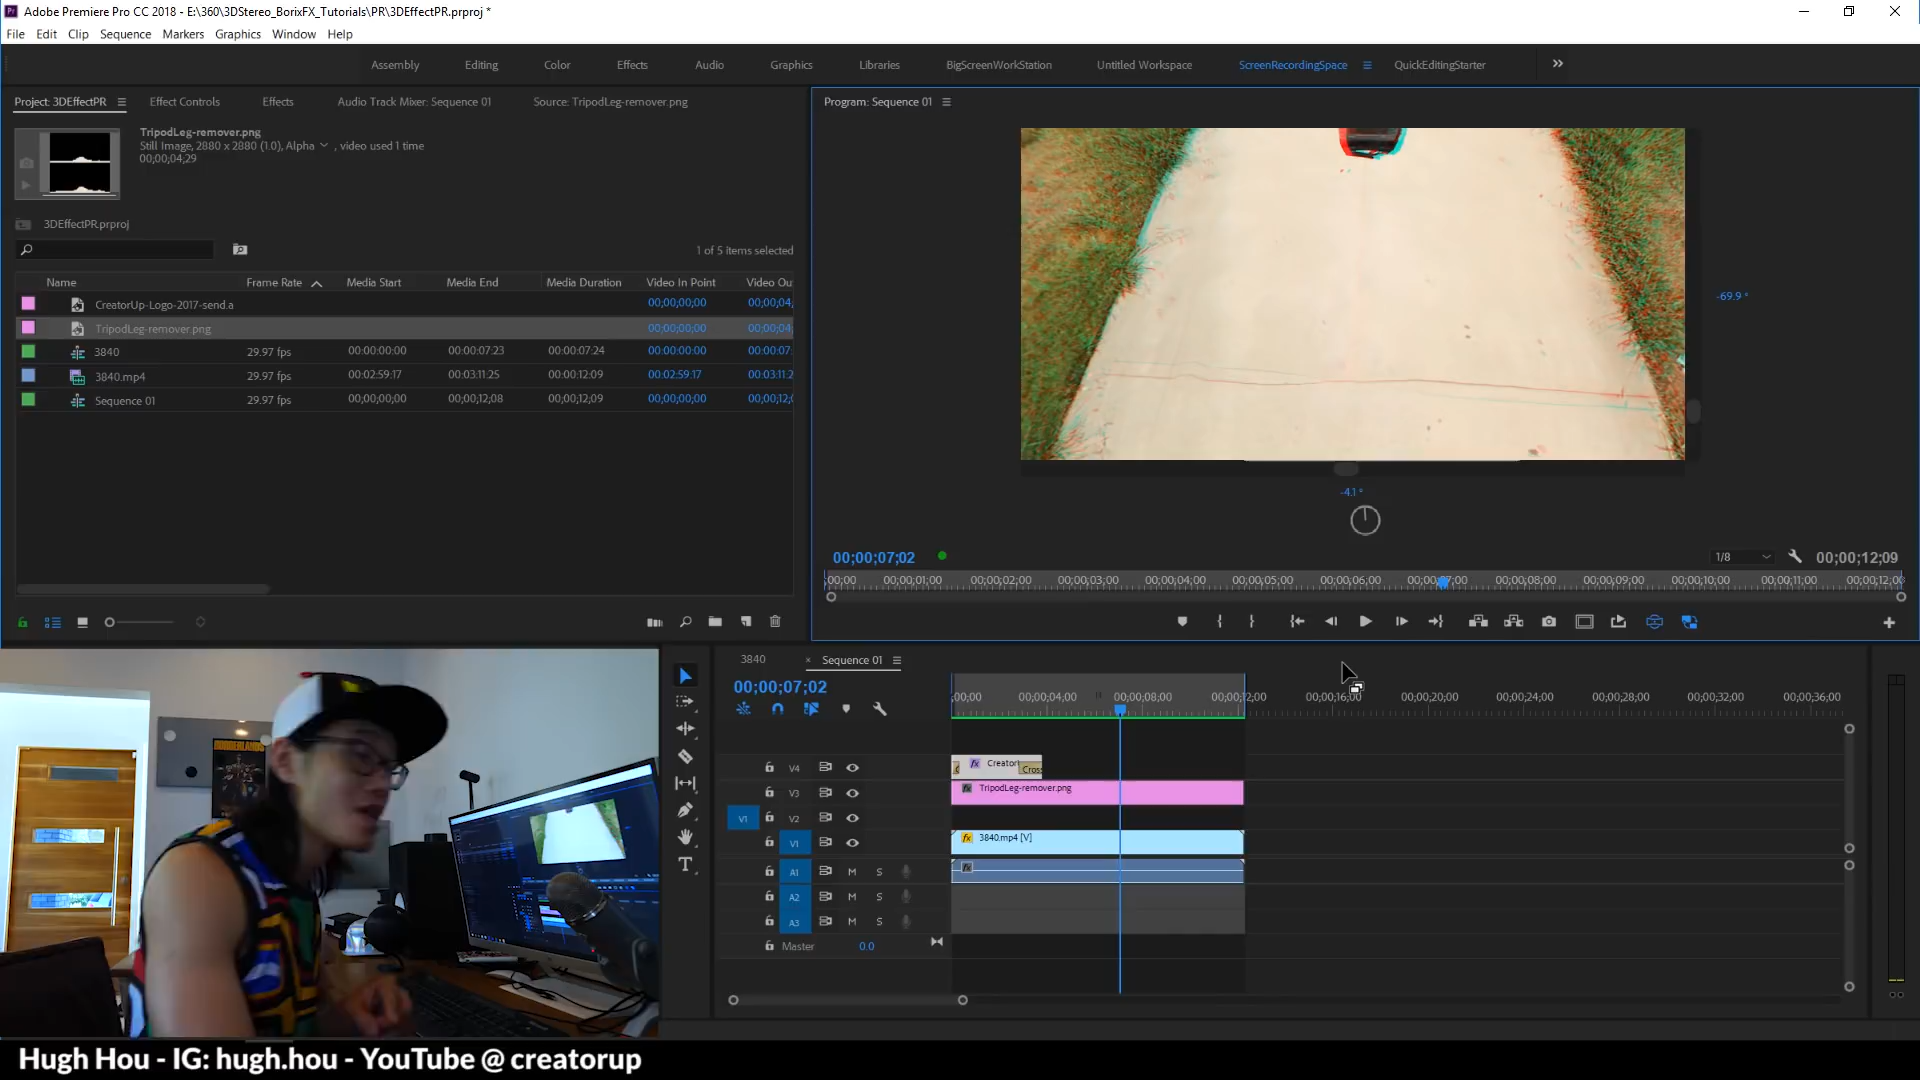 Adobe Premiere Pro CC 2018 - E:\360\3DStereo_BorixFX_Tutorials\PR\3DEffectPR.prproj *
File Edit Clip Sequence Markers Graphics Window Help
Assembly Editing Color Effects Audio Graphics Libraries BigScreenWorkStation Untitled Workspace ScreenRecordingSpace QuickEditingStarter
Project: 3DEffectPR Effect Controls Effects Audio Track Mixer: Sequence 01 Source: TripodLeg-remover.png
Program: Sequence 01
TripodLeg-remover.png
Still Image, 2880 x 2880 (1.0), Alpha , video used 1 time
00;00;04;29
3DEffectPR.prproj
1 of 5 items selected
Name Frame Rate Media Start Media End Media Duration Video In Point Video Ou
CreatorUp-Logo-2017-send.a 00;00;00;00 00;00;04;
TripodLeg-remover.png 00;00;00;00 00;00;04;
3840 29.97 fps 00:00:00:00 00:00:07:23 00:00:07:24 00:00:00:00 00:00:07:
3840.mp4 29.97 fps 00:02:59:17 00:03:11:25 00:00:12:09 00:02:59:17 00:03:11:2
Sequence 01 29.97 fps 00;00;00;00 00;00;12;08 00;00;12;09 00;00;00;00 00;00;12;0
-69.9 °
-4.1 °
00;00;07;02 1/8 00;00;12;09
;00;00 00;00;01;00 00;00;02;00 00;00;03;00 00;00;04;00 00;00;05;00 00;00;06;00 00;00;07;00 00;00;08;00 00;00;09;00 00;00;10;00 00;00;11;00 00;00;12;0
3840 × Sequence 01
00;00;07;02
;00;00 00;00;04;00 00;00;08;00 00;00;12;00 00;00;16;00 00;00;20;00 00;00;24;00 00;00;28;00 00;00;32;00 00;00;36;00
V4 fx Creator Cros
V3 TripodLeg-remover.png
V1 V2
V1 fx 3840.mp4 [V]
A1 M S
A2 M S
A3 M S
Master 0.0
BORDERLANDS
Hugh Hou - IG: hugh.hou - YouTube @ creatorup